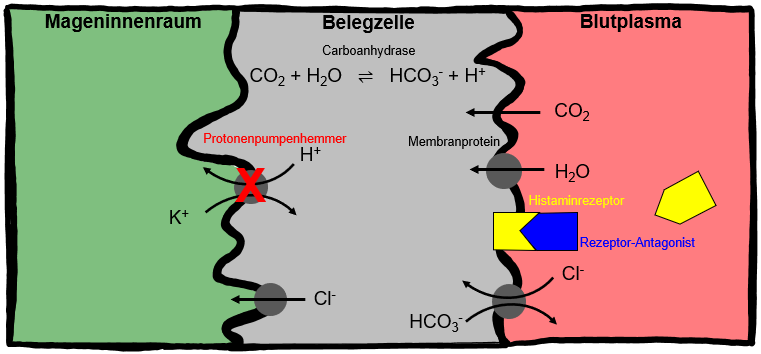 Mageninnenraum
Belegzelle
Blutplasma
Carboanhydrase
CO₂ + H₂O ⇌ HCO₃⁻ + H⁺
CO₂
Protonenpumpenhemmer
Membranprotein
H⁺
H₂O
K⁺
X
Histaminrezeptor
Rezeptor-Antagonist
Cl⁻
Cl⁻
HCO₃⁻